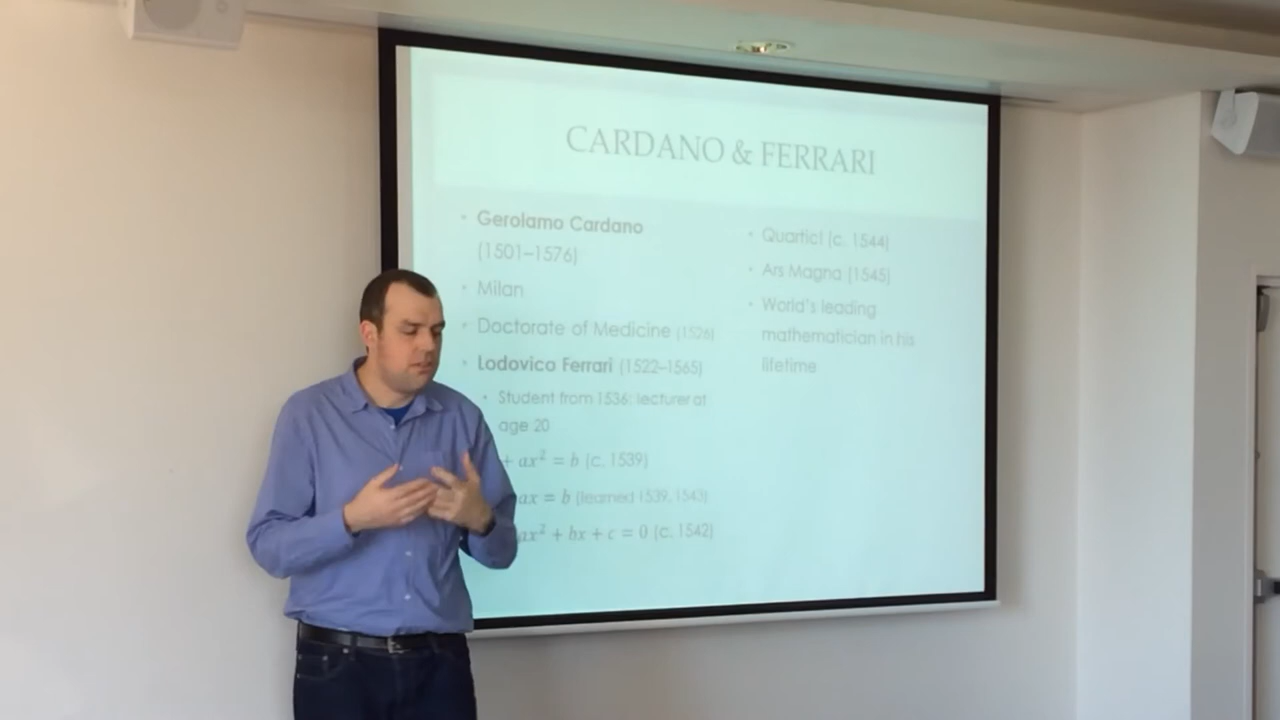 CARDANO & FERRARI
Gerolamo Cardano
(1501–1576)
Milan
Doctorate of Medicine (1526)
Lodovico Ferrari (1522–1565)
Student from 1536; lecturer at
age 20
+ ax² = b (c. 1539)
ax = b (learned 1539, 1543)
ax² + bx + c = 0 (c. 1542)
Quartic! (c. 1544)
Ars Magna (1545)
World's leading
mathematician in his
lifetime